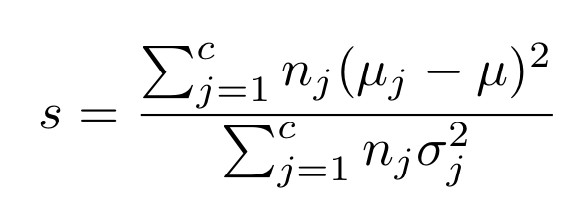 s = \frac{\sum_{j=1}^{c} n_j(\mu_j - \mu)^2}{\sum_{j=1}^{c} n_j\sigma_j^2}